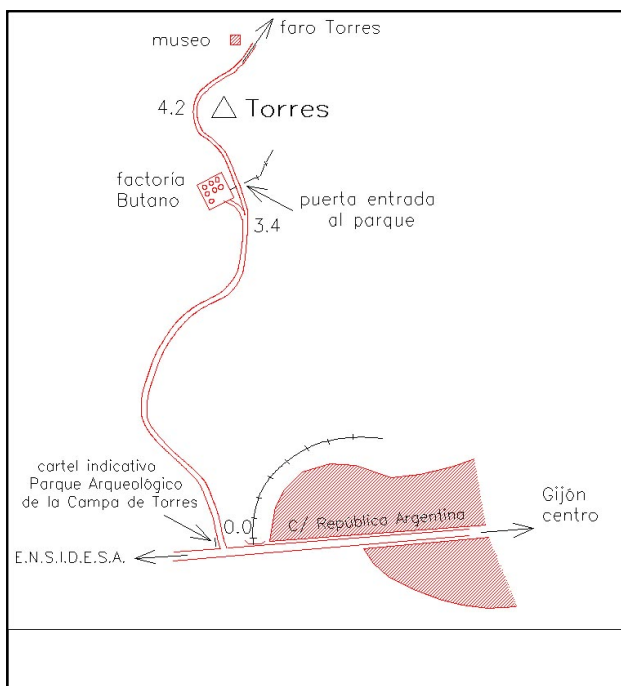 museo
faro Torres
4.2
Torres
factoría
Butano
puerta entrada
al parque
3.4
cartel indicativo
Parque Arqueológico
de la Campa de Torres
0.0
C/ República Argentina
Gijón
centro
E.N.S.I.D.E.S.A.